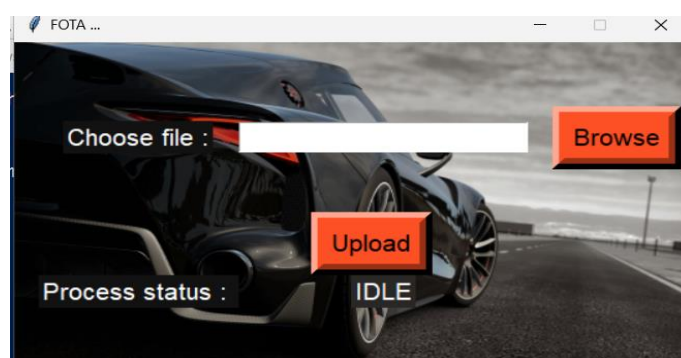 FOTA ...
Choose file :
Browse
Upload
Process status :
IDLE